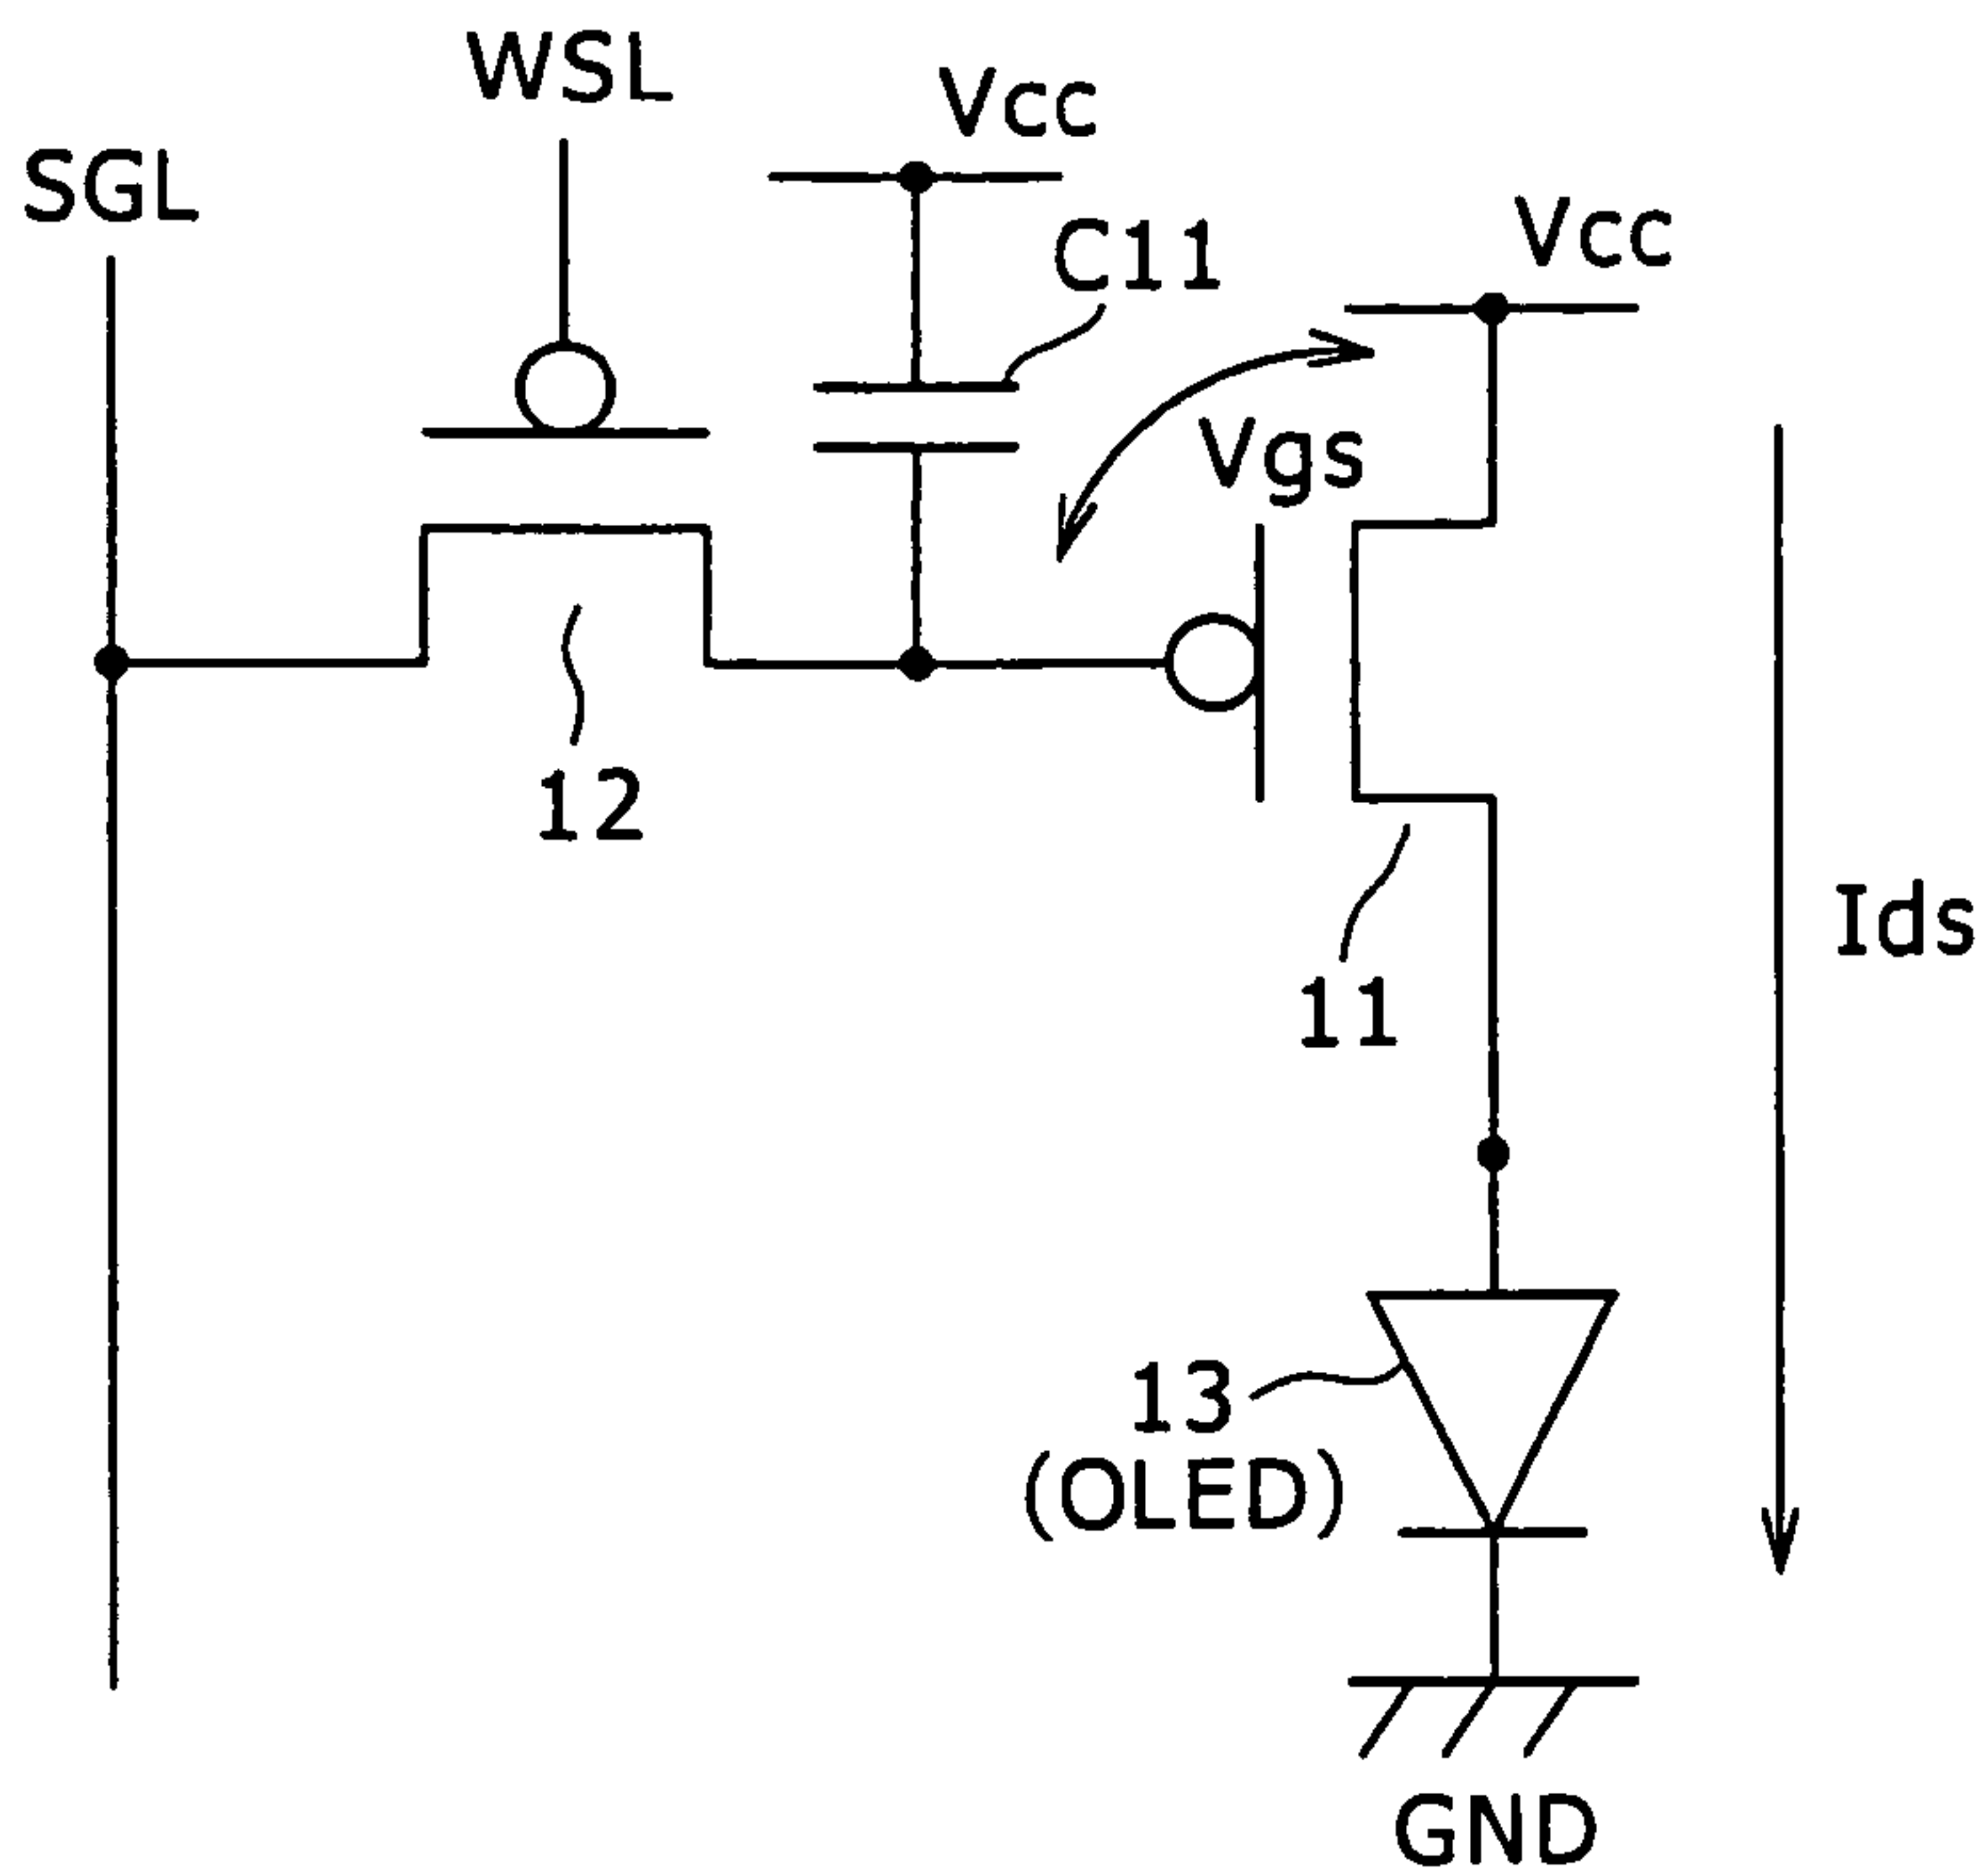 WSL
Vcc
SGL
C11
Vcc
Vgs
12
Ids
11
13
(OLED)
GND